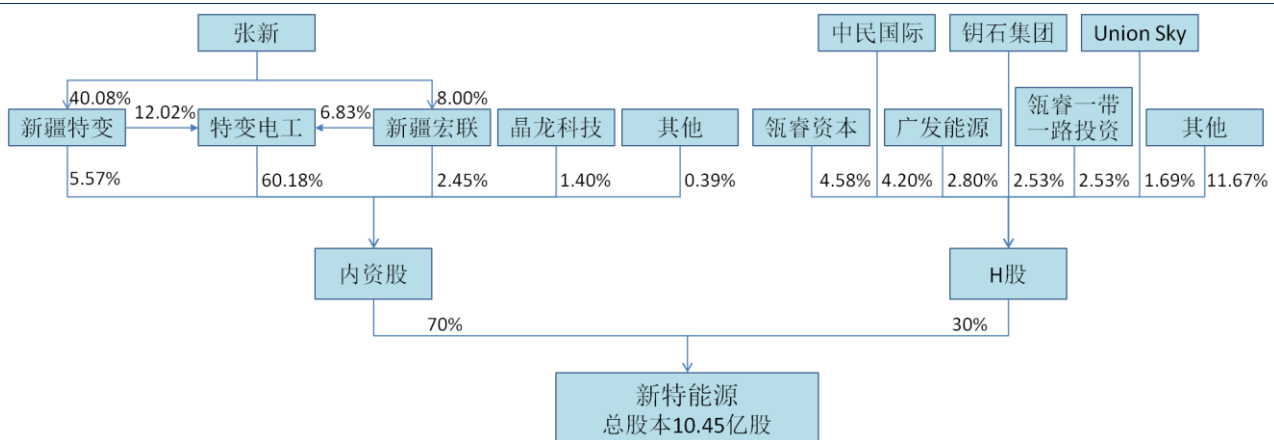 张新
中民国际
钥石集团
Union Sky
40.08%
12.02%
6.83%
8.00%
新疆特变
特变电工
新疆宏联
晶龙科技
其他
瓴睿资本
广发能源
瓴睿一带
一路投资
其他
5.57%
60.18%
2.45%
1.40%
0.39%
4.58%
4.20%
2.80%
2.53%
2.53%
1.69%
11.67%
内资股
H股
70%
30%
新特能源
总股本10.45亿股